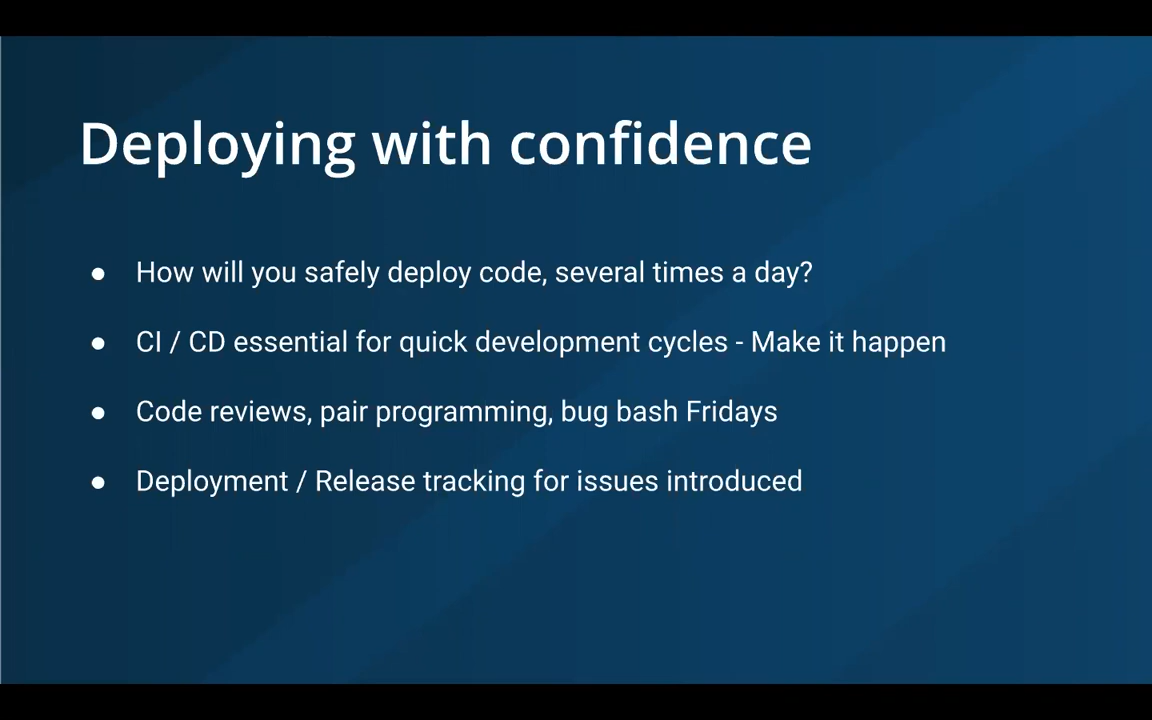 Deploying with confidence
● How will you safely deploy code, several times a day?
● CI / CD essential for quick development cycles - Make it happen
● Code reviews, pair programming, bug bash Fridays
● Deployment / Release tracking for issues introduced